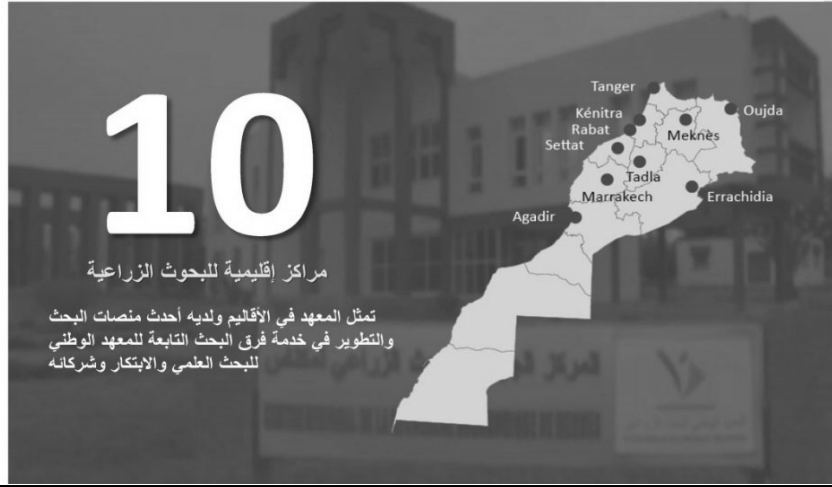 10
مراكز إقليمية للبحوث الزراعية
تمثل المعهد في الأقاليم ولديه أحدث منصات البحث
والتطوير في خدمة فرق البحث التابعة للمعهد الوطني
للبحث العلمي والابتكار وشركائه
Tanger
Kénitra
Rabat
Settat
Oujda
Meknès
Tadla
Marrakech
Errachidia
Agadir